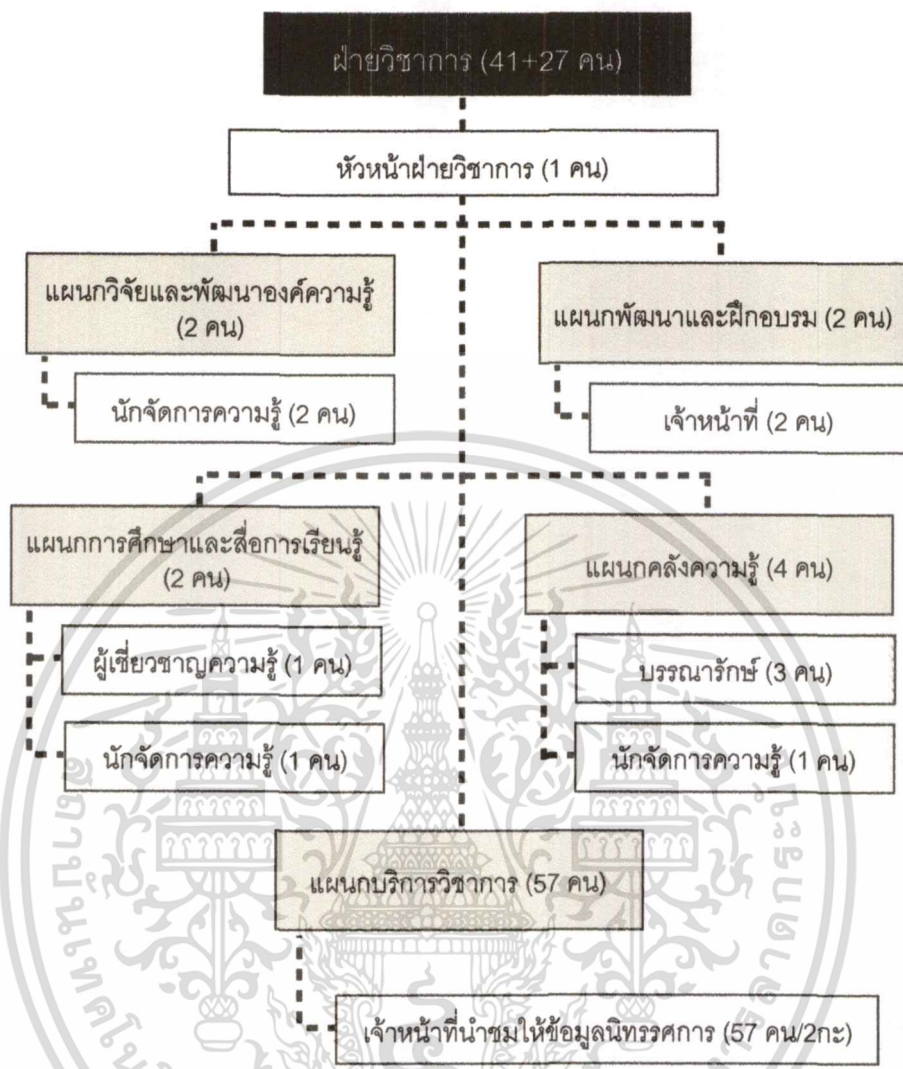 ฝ่ายวิชาการ (41+27 คน)
หัวหน้าฝ่ายวิชาการ (1 คน)
แผนกวิจัยและพัฒนาองค์ความรู้
(2 คน)
แผนกพัฒนาและฝึกอบรม (2 คน)
นักจัดการความรู้ (2 คน)
เจ้าหน้าที่ (2 คน)
แผนกการศึกษาและสื่อการเรียนรู้
(2 คน)
แผนกคลังความรู้ (4 คน)
ผู้เชี่ยวชาญความรู้ (1 คน)
บรรณารักษ์ (3 คน)
นักจัดการความรู้ (1 คน)
นักจัดการความรู้ (1 คน)
แผนกบริการวิชาการ (57 คน)
เจ้าหน้าที่นำชมให้ข้อมูลนิทรรศการ (57 คน/2กะ)